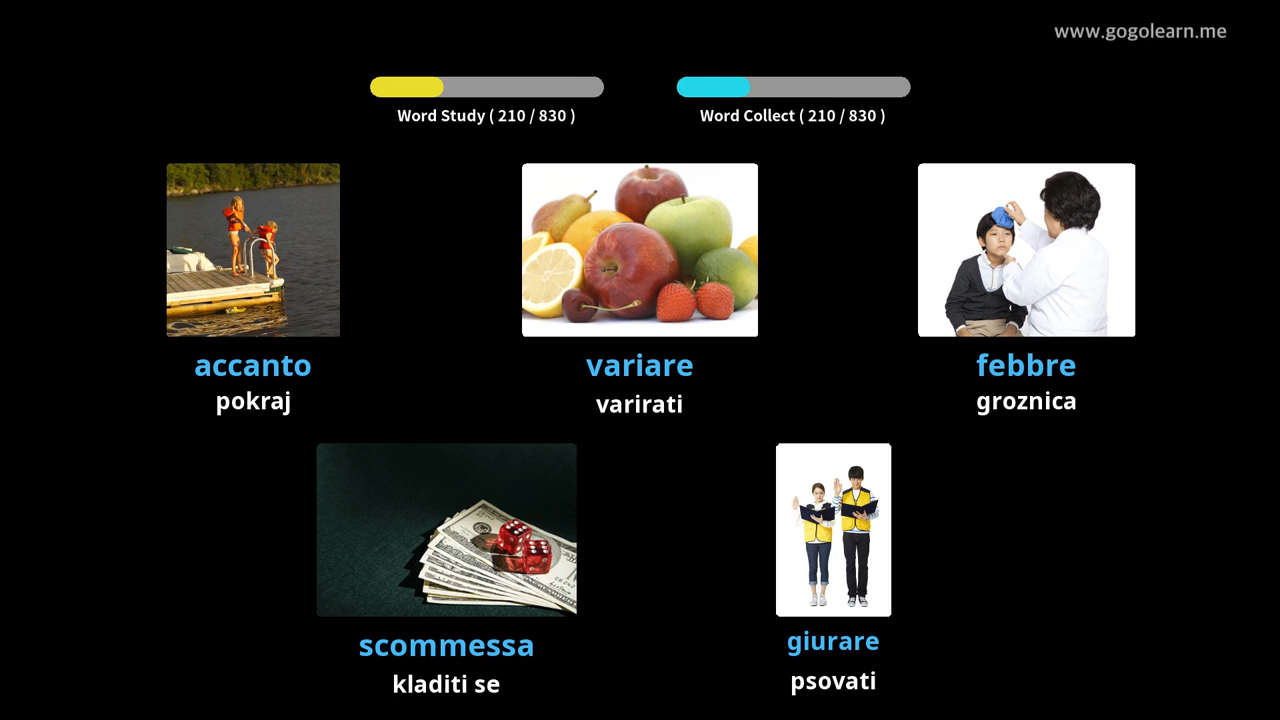 www.gogolearn.me
Word Study ( 210 / 830 )
Word Collect ( 210 / 830 )
accanto
pokraj
variare
varirati
febbre
groznica
scommessa
kladiti se
giurare
psovati